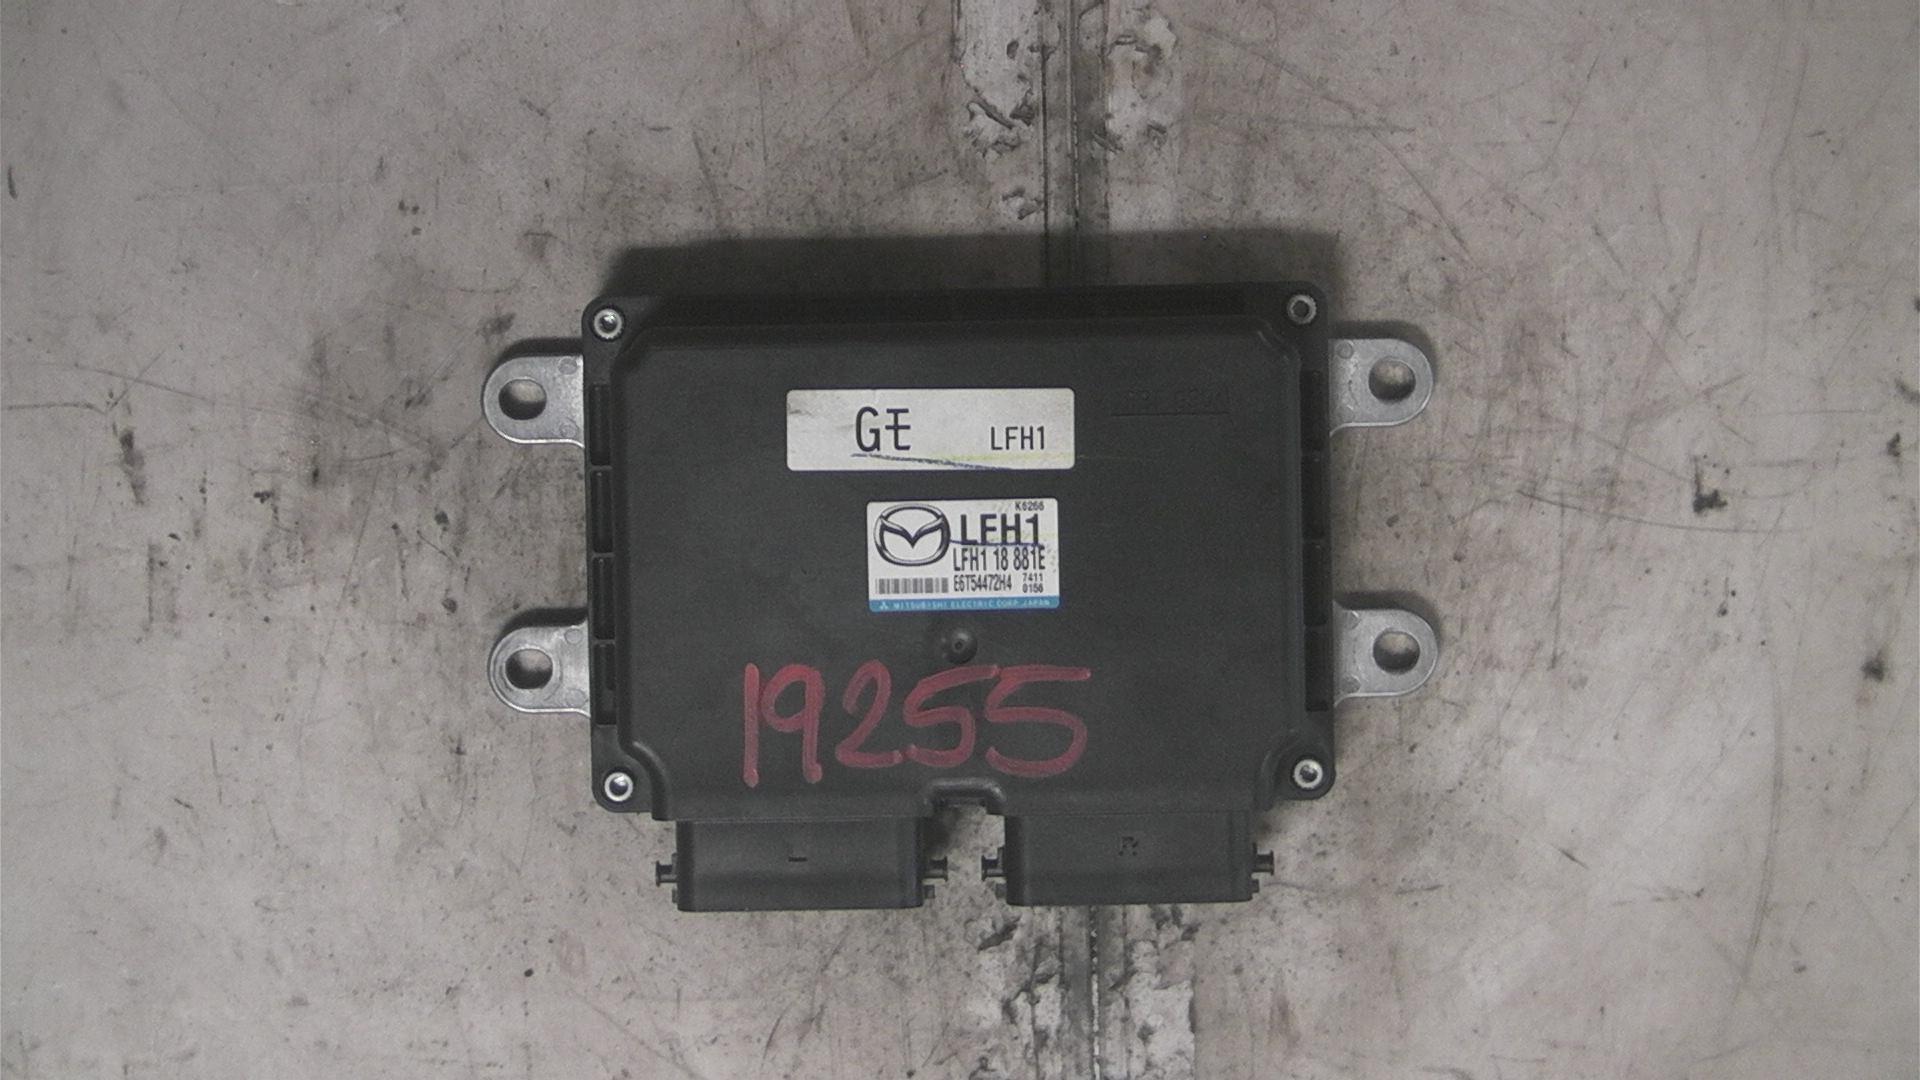 GE LFH1
K6266
LFH1
LFH1 18 881E
E6T54472H4 7411
0156
MITSUBISHI ELECTRIC CORP. JAPAN
19255
L R